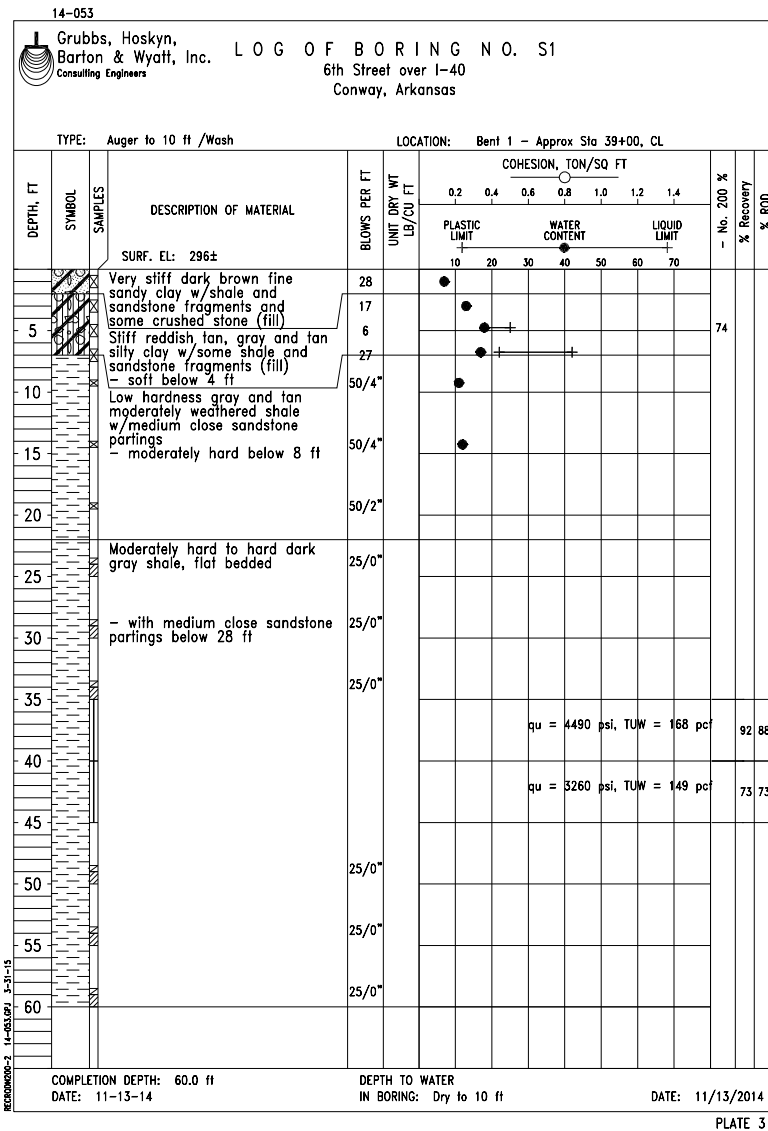 14-053
Grubbs, Hoskyn,
Barton & Wyatt, Inc.
Consulting Engineers
LOG OF BORING NO. S1
6th Street over I-40
Conway, Arkansas
TYPE: Auger to 10 ft /Wash
LOCATION: Bent 1 - Approx Sta 39+00, CL
DEPTH, FT
SYMBOL
SAMPLES
DESCRIPTION OF MATERIAL
SURF. EL: 296±
BLOWS PER FT
UNIT DRY WT
LB/CU FT
COHESION, TON/SQ FT
0.2 0.4 0.6 0.8 1.0 1.2 1.4
PLASTIC LIMIT
WATER CONTENT
LIQUID LIMIT
10 20 30 40 50 60 70
- No. 200 %
% Recovery
% RQD
Very stiff dark brown fine
sandy clay w/shale and
sandstone fragments and
some crushed stone (fill)
28
17
5
Stiff reddish tan, gray and tan
silty clay w/some shale and
sandstone fragments (fill)
- soft below 4 ft
6
74
27
10
Low hardness gray and tan
moderately weathered shale
w/medium close sandstone
partings
- moderately hard below 8 ft
50/4"
15
50/4"
20
50/2"
Moderately hard to hard dark
gray shale, flat bedded
25
25/0"
- with medium close sandstone
partings below 28 ft
30
25/0"
35
25/0"
qu = 4490 psi, TUW = 168 pcf
92 88
40
qu = 3260 psi, TUW = 149 pcf
73 73
45
50
25/0"
55
25/0"
60
25/0"
COMPLETION DEPTH: 60.0 ft
DATE: 11-13-14
DEPTH TO WATER
IN BORING: Dry to 10 ft
DATE: 11/13/2014
PLATE 3
RECRQDN200-2 14-053.GPJ 3-31-15